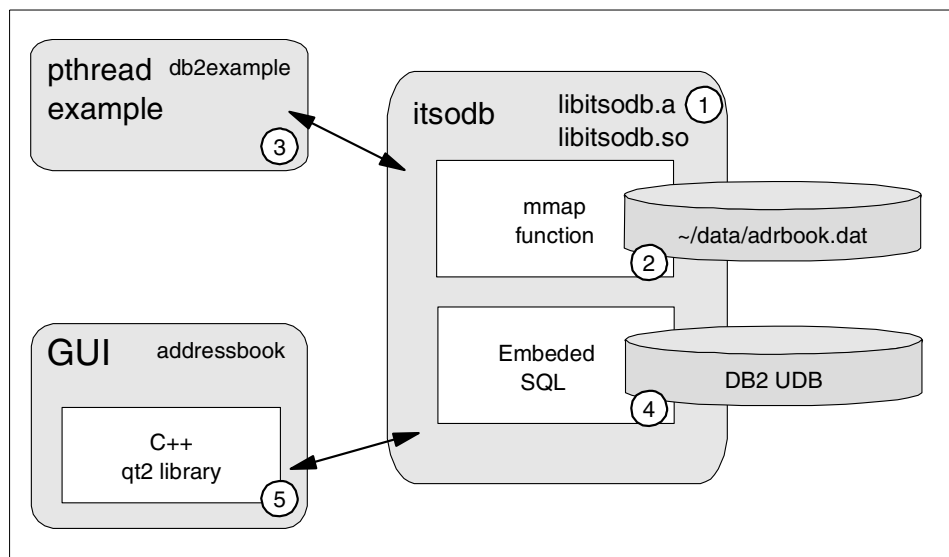 pthread db2example
example
3
itsodb
libitsodb.a 1
libitsodb.so
mmap
function
2
~/data/adrbook.dat
GUI addressbook
C++
qt2 library
5
Embeded
SQL
4
DB2 UDB